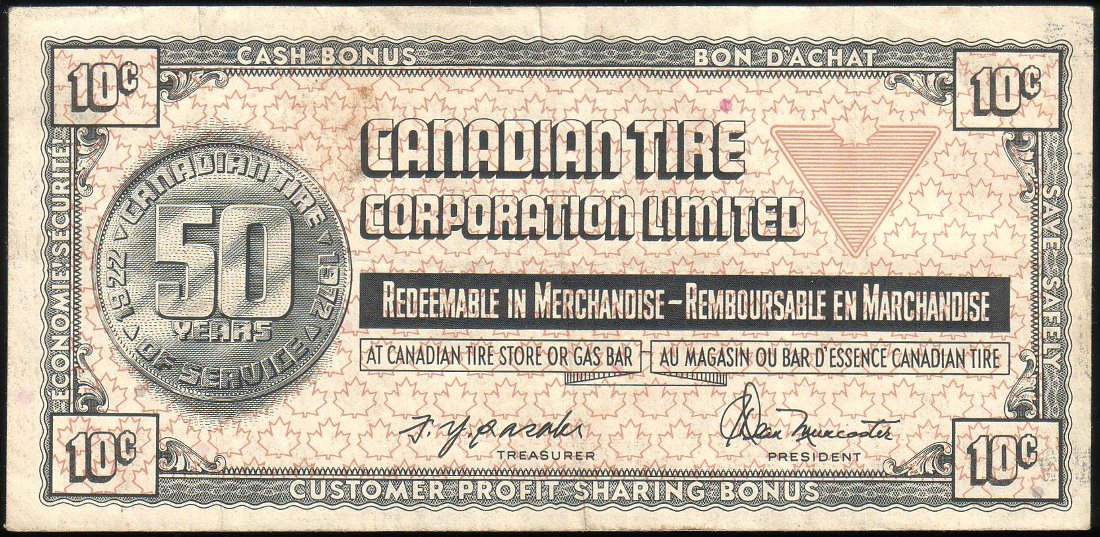 CASH BONUS
BON D'ACHAT
10¢
10¢
CANADIAN TIRE
CORPORATION LIMITED
CANADIAN TIRE
1922
1972
50
YEARS
OF SERVICE
ECONOMIE SECURITE
SAVE SAFELY
REDEEMABLE IN MERCHANDISE – REMBOURSABLE EN MARCHANDISE
AT CANADIAN TIRE STORE OR GAS BAR
AU MAGASIN OU BAR D'ESSENCE CANADIAN TIRE
Dean Muncaster
TREASURER
PRESIDENT
10¢
10¢
CUSTOMER PROFIT SHARING BONUS